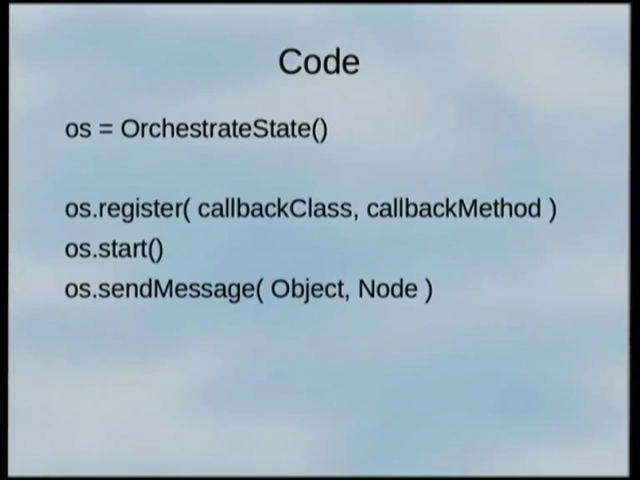 Code
os = OrchestrateState()
os.register( callbackClass, callbackMethod )
os.start()
os.sendMessage( Object, Node )